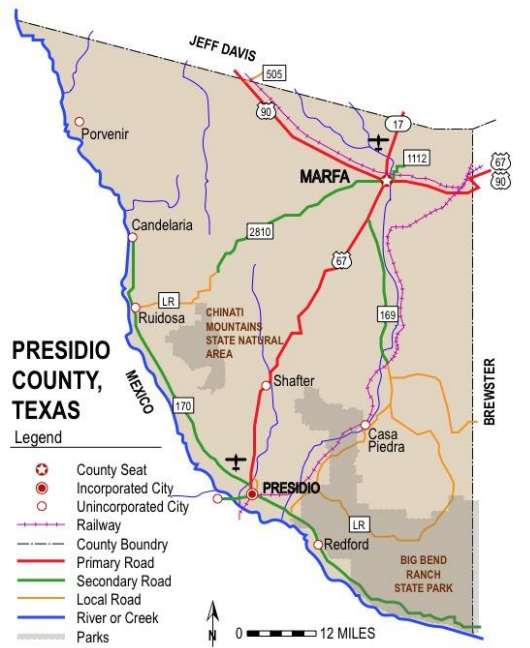 JEFF DAVIS
505
90
17
67
90
1112
MARFA
Porvenir
Candelaria
2810
67
LR
Ruidosa
CHINATI
MOUNTAINS
STATE NATURAL
AREA
169
PRESIDIO
COUNTY,
TEXAS
MEXICO
BREWSTER
Shafter
170
Casa
Piedra
Legend
County Seat
Incorporated City
Unincorporated City
Railway
County Boundry
Primary Road
Secondary Road
Local Road
River or Creek
Parks
PRESIDIO
LR
Redford
BIG BEND
RANCH
STATE PARK
N
0 12 MILES